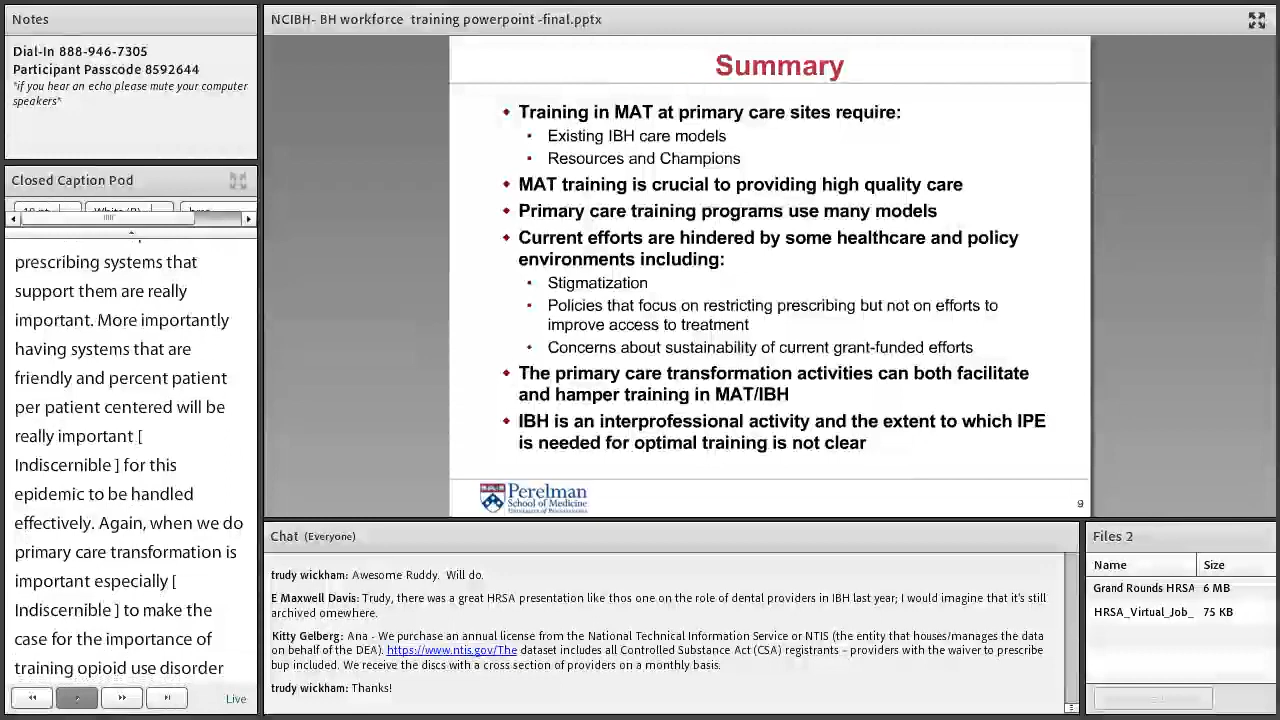 Notes
Dial-In 888-946-7305
Participant Passcode 8592644
*if you hear an echo please mute your computer
speakers*
Closed Caption Pod
prescribing systems that
support them are really
important. More importantly
having systems that are
friendly and percent patient
per patient centered will be
really important [
Indiscernible ] for this
epidemic to be handled
effectively. Again, when we do
primary care transformation is
important especially [
Indiscernible ] to make the
case for the importance of
training opioid use disorder
Live
NCIBH- BH workforce training powerpoint -final.pptx
Summary
Training in MAT at primary care sites require:
Existing IBH care models
Resources and Champions
MAT training is crucial to providing high quality care
Primary care training programs use many models
Current efforts are hindered by some healthcare and policy
environments including:
Stigmatization
Policies that focus on restricting prescribing but not on efforts to
improve access to treatment
Concerns about sustainability of current grant-funded efforts
The primary care transformation activities can both facilitate
and hamper training in MAT/IBH
IBH is an interprofessional activity and the extent to which IPE
is needed for optimal training is not clear
Perelman
School of Medicine
University of Pennsylvania
9
Chat (Everyone)
trudy wickham: Awesome Ruddy. Will do.
E Maxwell Davis: Trudy, there was a great HRSA presentation like thos one on the role of dental providers in IBH last year; I would imagine that it's still
archived omewhere.
Kitty Gelberg: Ana - We purchase an annual license from the National Technical Information Service or NTIS (the entity that houses/manages the data
on behalf of the DEA). https://www.ntis.gov/The dataset includes all Controlled Substance Act (CSA) registrants – providers with the waiver to prescribe
bup included. We receive the discs with a cross section of providers on a monthly basis.
trudy wickham: Thanks!
Files 2
Name Size
Grand Rounds HRSA 6 MB
HRSA_Virtual_Job_ 75 KB